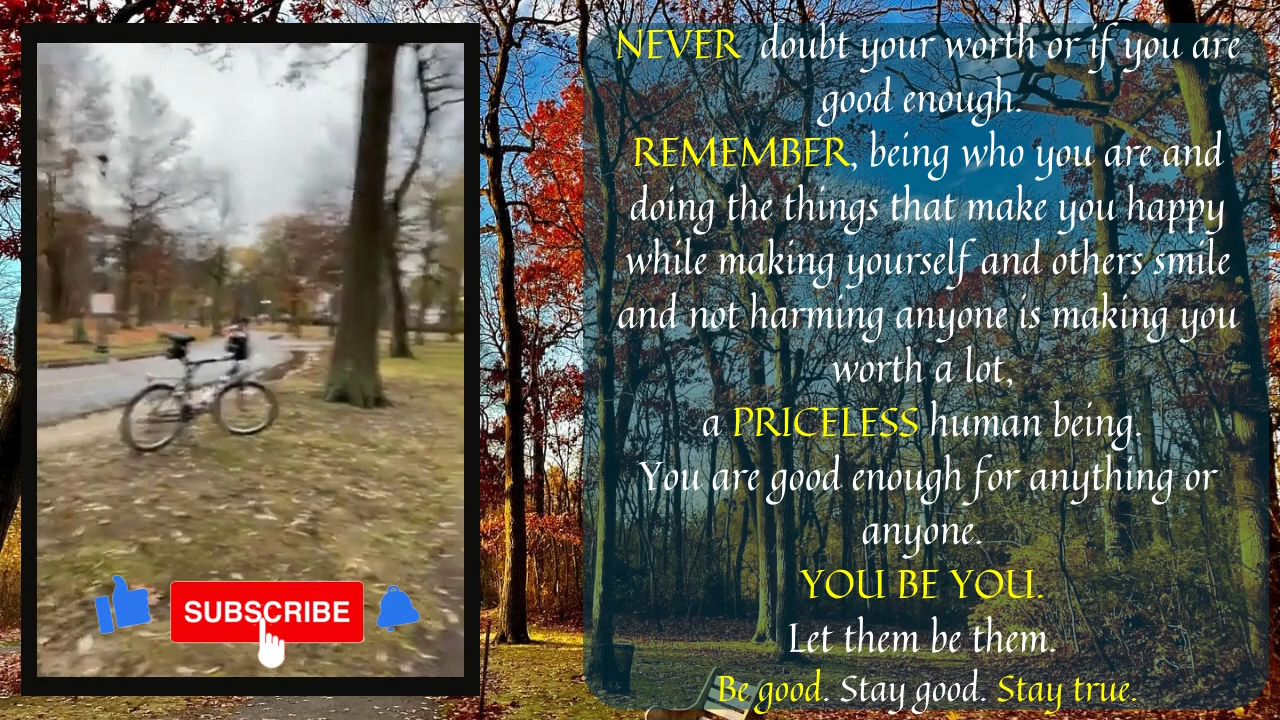 NEVER doubt your worth or if you are
good enough.
REMEMBER, being who you are and
doing the things that make you happy
while making yourself and others smile
and not harming anyone is making you
worth a lot,
a PRICELESS human being.
You are good enough for anything or
anyone.
YOU BE YOU.
Let them be them.
Be good. Stay good. Stay true.
SUBSCRIBE